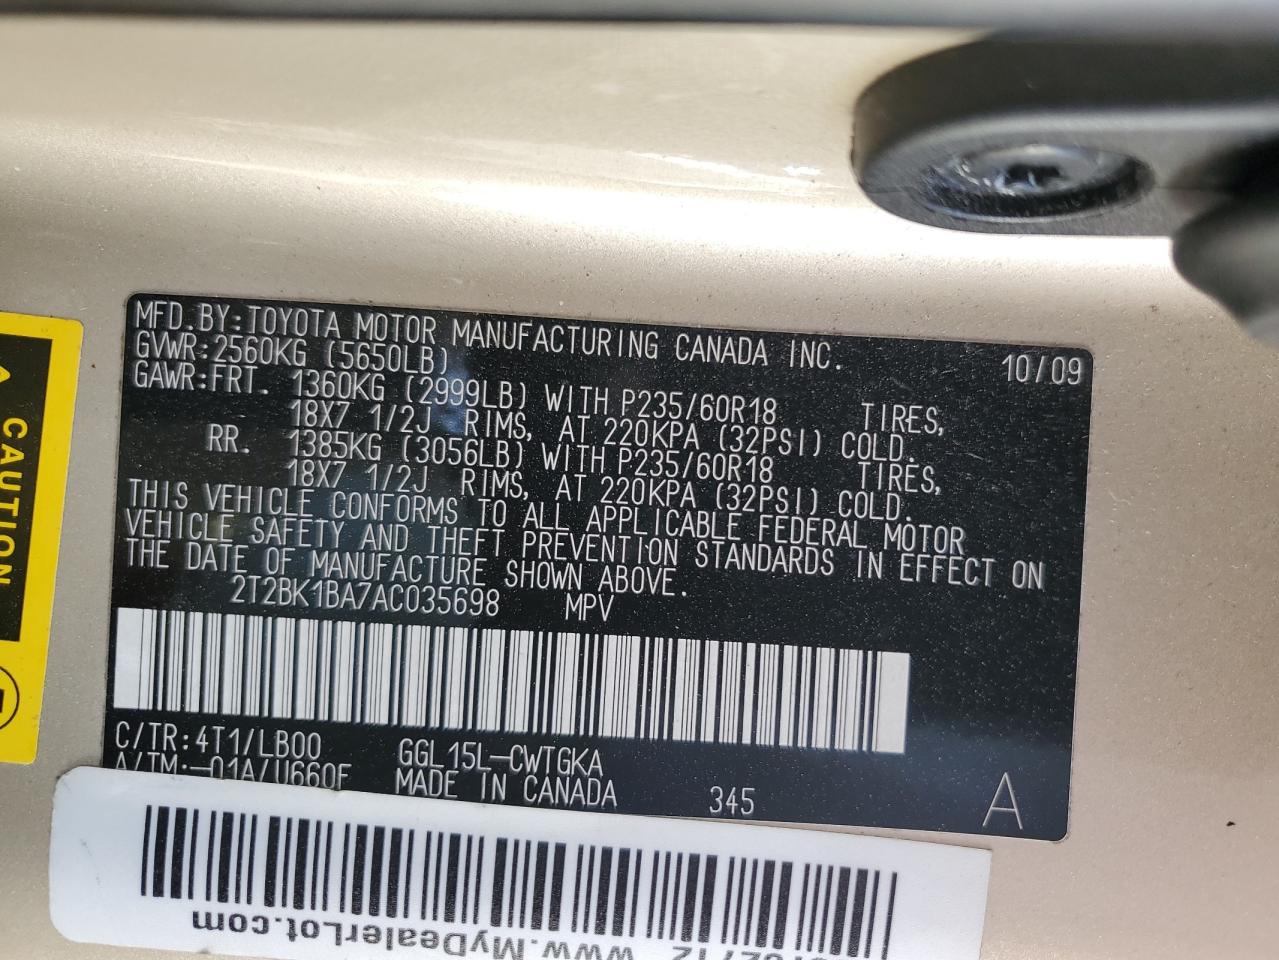 MFD.BY:TOYOTA MOTOR MANUFACTURING CANADA INC. 10/09
GVWR:2560KG (5650LB)
GAWR:FRT. 1360KG (2999LB) WITH P235/60R18 TIRES,
18X7 1/2J RIMS, AT 220KPA (32PSI) COLD.
RR. 1385KG (3056LB) WITH P235/60R18 TIRES,
18X7 1/2J RIMS, AT 220KPA (32PSI) COLD.
THIS VEHICLE CONFORMS TO ALL APPLICABLE FEDERAL MOTOR
VEHICLE SAFETY AND THEFT PREVENTION STANDARDS IN EFFECT ON
THE DATE OF MANUFACTURE SHOWN ABOVE.
2T2BK1BA7AC035698 MPV
C/TR:4T1/LB00 GGL15L-CWTGKA
A/TM:-01A/U660F MADE IN CANADA 345 A
CAUTION
www.MyDealerLot.com